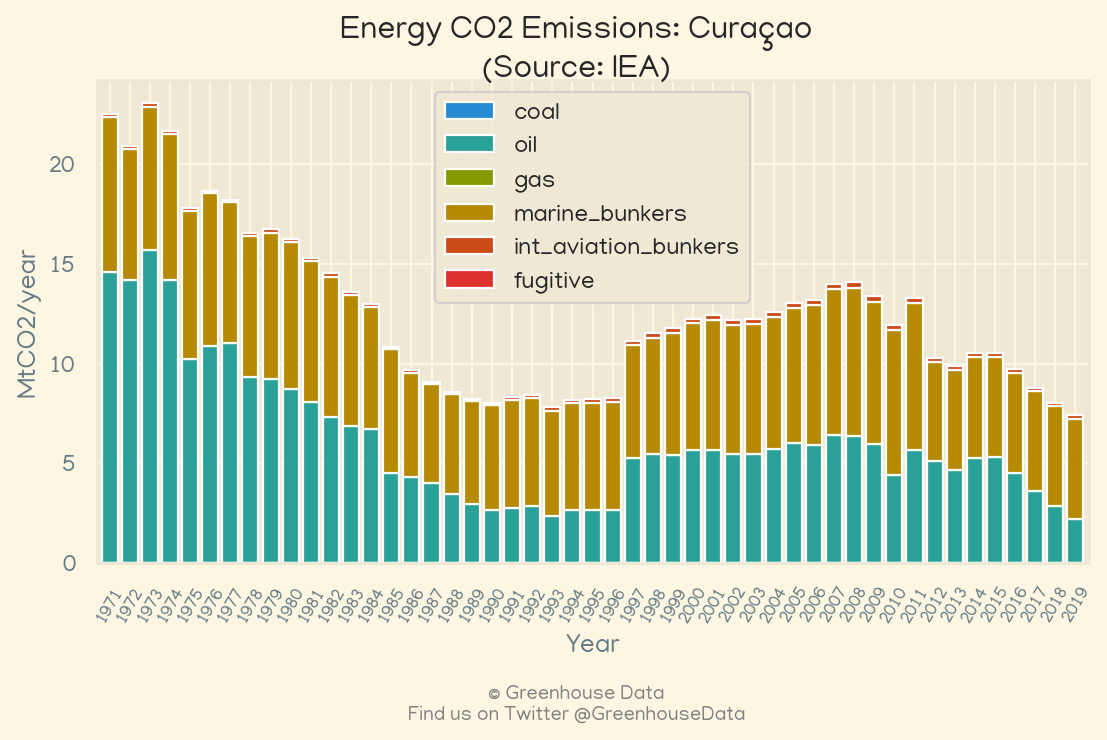 Energy CO2 Emissions: Curaçao
(Source: IEA)
coal
oil
gas
marine_bunkers
int_aviation_bunkers
fugitive
MtCO2/year
20
15
10
5
0
1971 1972 1973 1974 1975 1976 1977 1978 1979 1980 1981 1982 1983 1984 1985 1986 1987 1988 1989 1990 1991 1992 1993 1994 1995 1996 1997 1998 1999 2000 2001 2002 2003 2004 2005 2006 2007 2008 2009 2010 2011 2012 2013 2014 2015 2016 2017 2018 2019
Year
© Greenhouse Data
Find us on Twitter @GreenhouseData